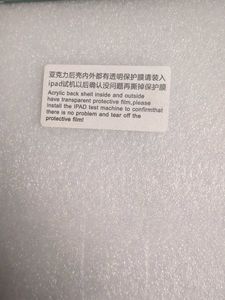 亚克力后壳内外都有透明保护膜请装入
ipad试机以后确认没问题再撕掉保护膜
Acrylic back shell inside and outside
have transparent protective film,please
install the IPAD test machine to confirmthat
there is no problem and tear off the
protective film!